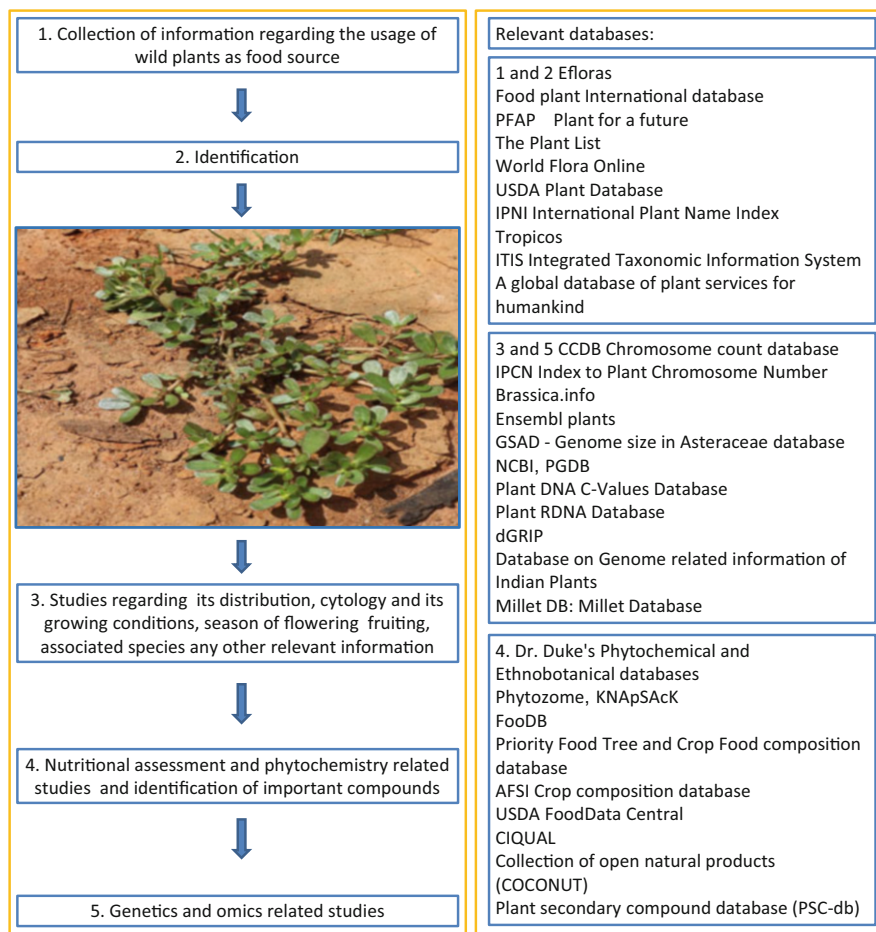 1. Collection of information regarding the usage of
wild plants as food source
2. Identification
3. Studies regarding its distribution, cytology and its
growing conditions, season of flowering fruiting,
associated species any other relevant information
4. Nutritional assessment and phytochemistry related
studies and identification of important compounds
5. Genetics and omics related studies
Relevant databases:
1 and 2 Efloras
Food plant International database
PFAP Plant for a future
The Plant List
World Flora Online
USDA Plant Database
IPNI International Plant Name Index
Tropicos
ITIS Integrated Taxonomic Information System
A global database of plant services for
humankind
3 and 5 CCDB Chromosome count database
IPCN Index to Plant Chromosome Number
Brassica.info
Ensembl plants
GSAD - Genome size in Asteraceae database
NCBI, PGDB
Plant DNA C-Values Database
Plant RDNA Database
dGRIP
Database on Genome related information of
Indian Plants
Millet DB: Millet Database
4. Dr. Duke's Phytochemical and
Ethnobotanical databases
Phytozome, KNApSAcK
FooDB
Priority Food Tree and Crop Food composition
database
AFSI Crop composition database
USDA FoodData Central
CIQUAL
Collection of open natural products
(COCONUT)
Plant secondary compound database (PSC-db)